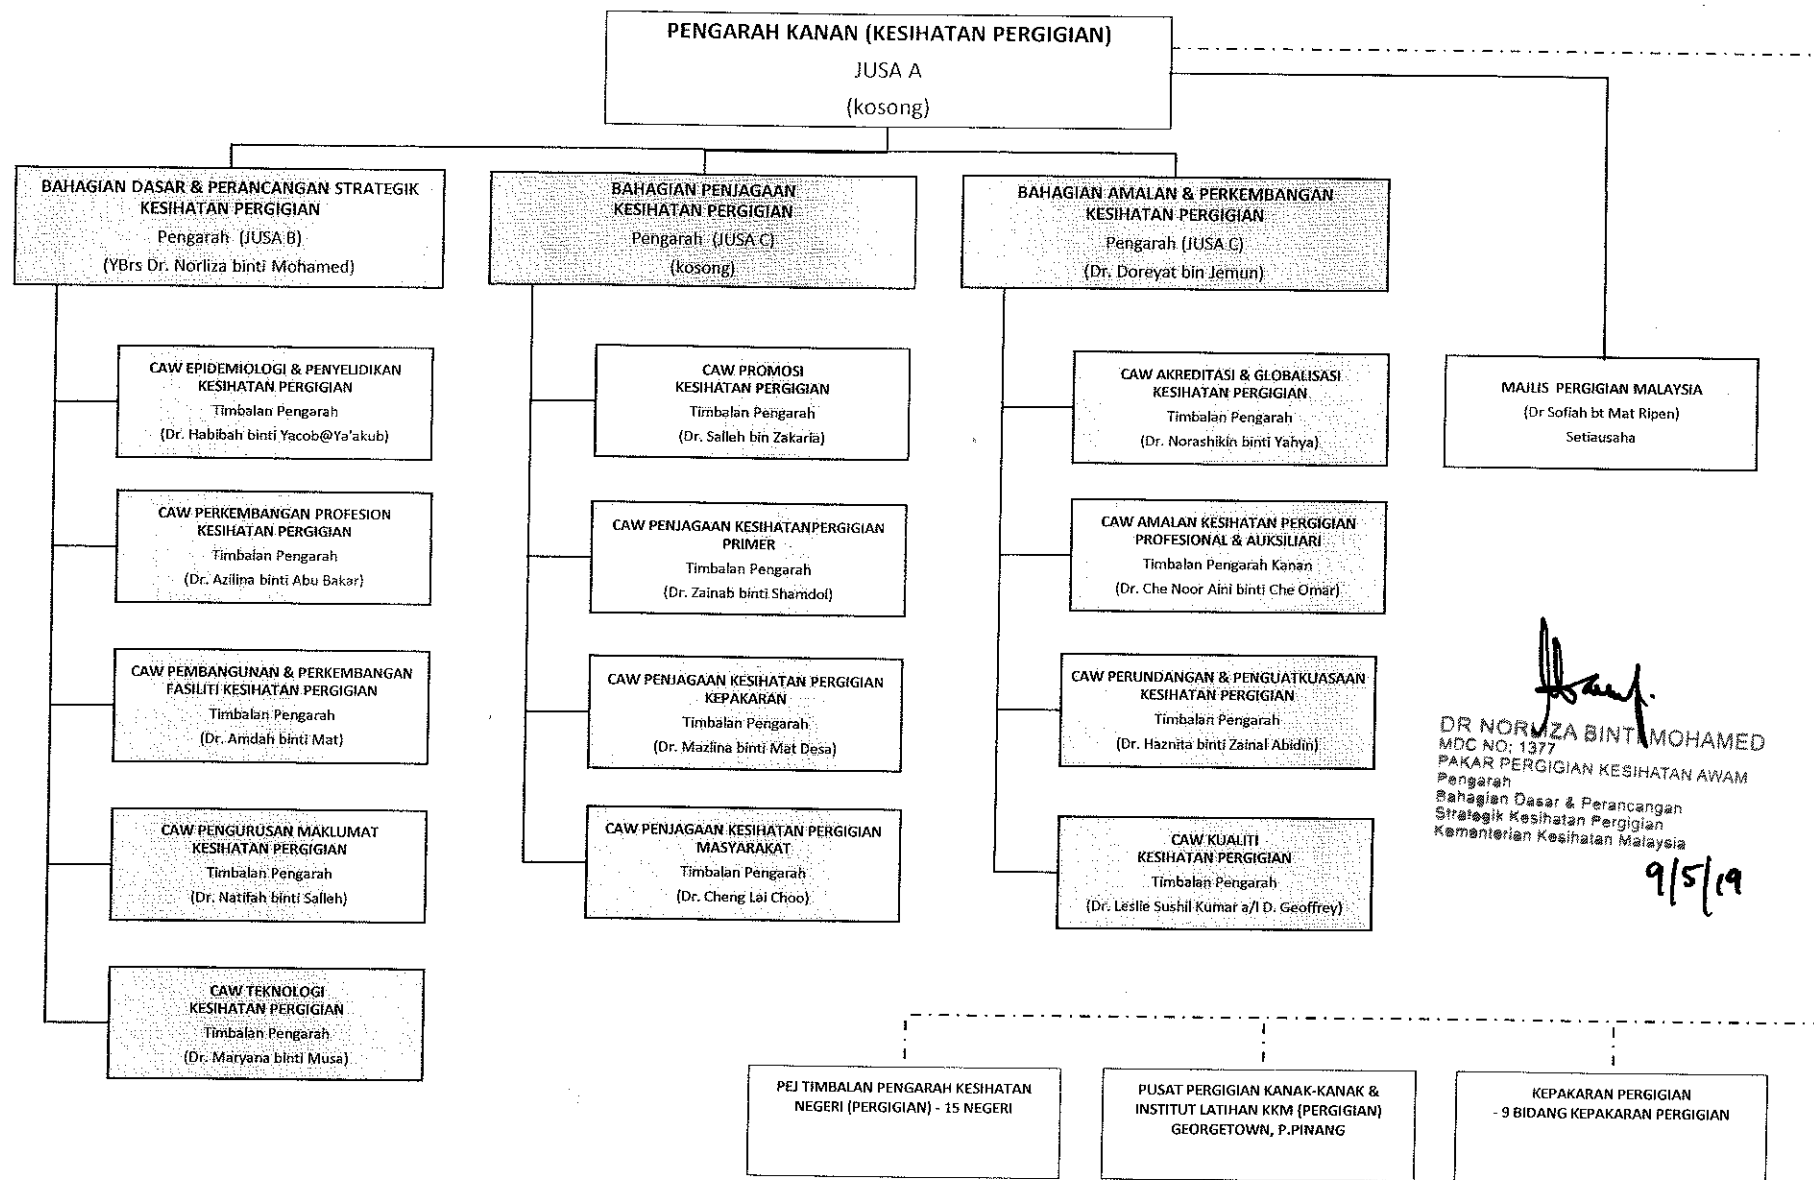 PENGARAH KANAN (KESIHATAN PERGIGIAN)
JUSA A
(kosong)
BAHAGIAN DASAR & PERANCANGAN STRATEGIK
KESIHATAN PERGIGIAN
Pengarah (JUSA B)
(YBrs Dr. Norliza binti Mohamed)
CAW EPIDEMIOLOGI & PENYELIDIKAN
KESIHATAN PERGIGIAN
Timbalan Pengarah
(Dr. Habibah binti Yacob@Ya'akub)
CAW PERKEMBANGAN PROFESION
KESIHATAN PERGIGIAN
Timbalan Pengarah
(Dr. Azilina binti Abu Bakar)
CAW PEMBANGUNAN & PERKEMBANGAN
FASILITI KESIHATAN PERGIGIAN
Timbalan Pengarah
(Dr. Amdah binti Mat)
CAW PENGURUSAN MAKLUMAT
KESIHATAN PERGIGIAN
Timbalan Pengarah
(Dr. Natifah binti Salleh)
CAW TEKNOLOGI
KESIHATAN PERGIGIAN
Timbalan Pengarah
(Dr. Maryana binti Musa)
BAHAGIAN PENJAGAAN
KESIHATAN PERGIGIAN
Pengarah (JUSA C)
(kosong)
CAW PROMOSI
KESIHATAN PERGIGIAN
Timbalan Pengarah
(Dr. Salleh bin Zakaria)
CAW PENJAGAAN KESIHATANPERGIGIAN
PRIMER
Timbalan Pengarah
(Dr. Zainab binti Shamdol)
CAW PENJAGAAN KESIHATAN PERGIGIAN
KEPAKARAN
Timbalan Pengarah
(Dr. Mazlina binti Mat Desa)
CAW PENJAGAAN KESIHATAN PERGIGIAN
MASYARAKAT
Timbalan Pengarah
(Dr. Cheng Lai Choo)
BAHAGIAN AMALAN & PERKEMBANGAN
KESIHATAN PERGIGIAN
Pengarah (JUSA C)
(Dr. Doreyat bin Jemun)
CAW AKREDITASI & GLOBALISASI
KESIHATAN PERGIGIAN
Timbalan Pengarah
(Dr. Norashikin binti Yahya)
CAW AMALAN KESIHATAN PERGIGIAN
PROFESIONAL & AUKSILIARI
Timbalan Pengarah Kanan
(Dr. Che Noor Aini binti Che Omar)
CAW PERUNDANGAN & PENGUATKUASAAN
KESIHATAN PERGIGIAN
Timbalan Pengarah
(Dr. Haznita binti Zainal Abidin)
CAW KUALITI
KESIHATAN PERGIGIAN
Timbalan Pengarah
(Dr. Leslie Sushil Kumar a/l D. Geoffrey)
MAJLIS PERGIGIAN MALAYSIA
(Dr Sofiah bt Mat Ripen)
Setiausaha
DR NORLIZA BINTI MOHAMED
MDC NO: 1377
PAKAR PERGIGIAN KESIHATAN AWAM
Pengarah
Bahagian Dasar & Perancangan
Strategik Kesihatan Pergigian
Kementerian Kesihatan Malaysia
9/5/19
PEJ TIMBALAN PENGARAH KESIHATAN
NEGERI (PERGIGIAN) - 15 NEGERI
PUSAT PERGIGIAN KANAK-KANAK &
INSTITUT LATIHAN KKM (PERGIGIAN)
GEORGETOWN, P.PINANG
KEPAKARAN PERGIGIAN
- 9 BIDANG KEPAKARAN PERGIGIAN